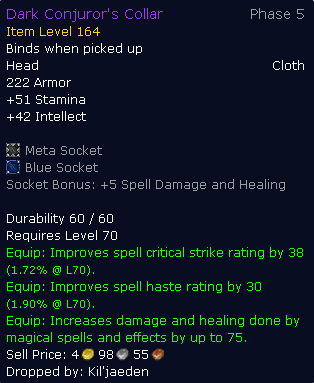 Dark Conjuror's Collar Phase 5
Item Level 164
Binds when picked up
Head Cloth
222 Armor
+51 Stamina
+42 Intellect
Meta Socket
Blue Socket
Socket Bonus: +5 Spell Damage and Healing
Durability 60 / 60
Requires Level 70
Equip: Improves spell critical strike rating by 38
(1.72% @ L70).
Equip: Improves spell haste rating by 30
(1.90% @ L70).
Equip: Increases damage and healing done by
magical spells and effects by up to 75.
Sell Price: 4 98 55
Dropped by: Kil'jaeden